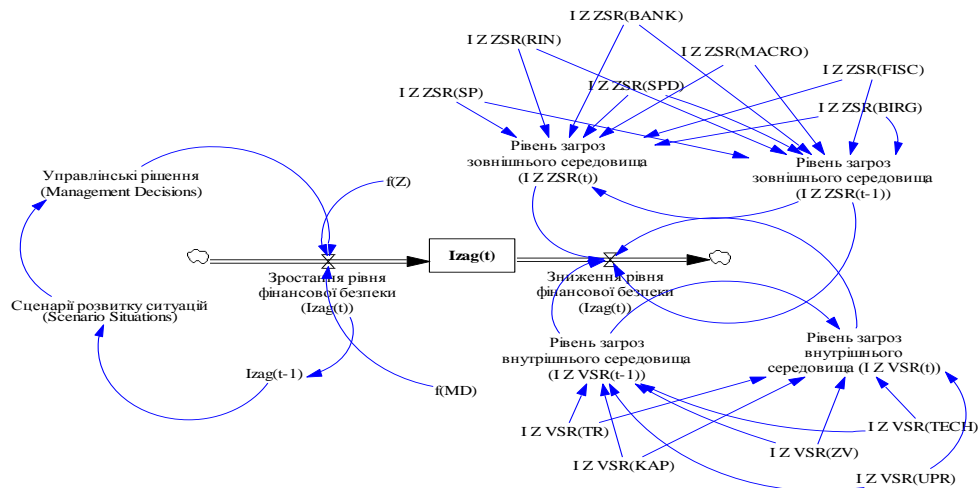 I Z ZSR(BANK)
I Z ZSR(RIN)
I Z ZSR(MACRO)
I Z ZSR(FISC)
I Z ZSR(SP)
I Z ZSR(SPD)
I Z ZSR(BIRG)
Рівень загроз
зовнішнього середовища
(I Z ZSR(t))
Рівень загроз
зовнішнього середовища
(I Z ZSR(t-1))
Управлінські рішення
(Management Decisions)
f(Z)
Izag(t)
Зростання рівня
фінансової безпеки
(Izag(t))
Зниження рівня
фінансової безпеки
(Izag(t))
Сценарії розвитку ситуацій
(Scenario Situations)
Izag(t-1)
f(MD)
Рівень загроз
внутрішнього середовища
(I Z VSR(t-1))
Рівень загроз
внутрішнього
середовища (I Z VSR(t))
I Z VSR(TR)
I Z VSR(TECH)
I Z VSR(ZV)
I Z VSR(KAP)
I Z VSR(UPR)